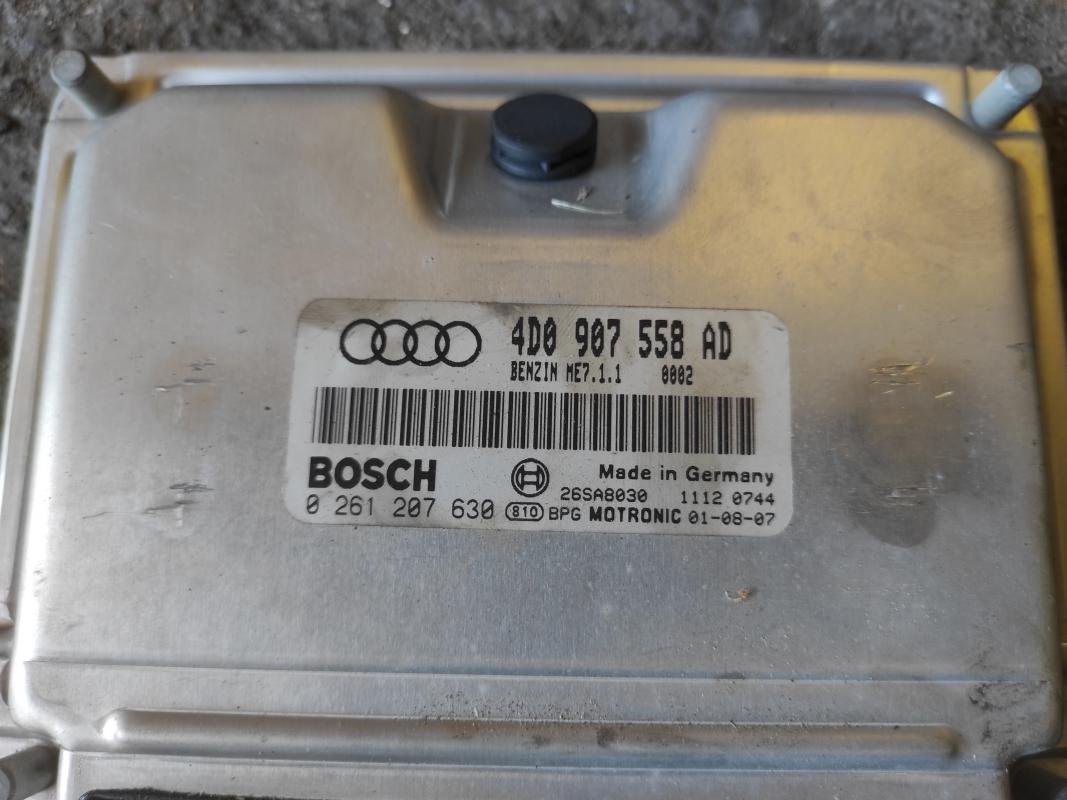 4D0 907 558 AD
BENZIN ME7.1.1 0002
BOSCH Made in Germany
26SA8030 1112 0744
0 261 207 630 810 BPG MOTRONIC 01-08-07